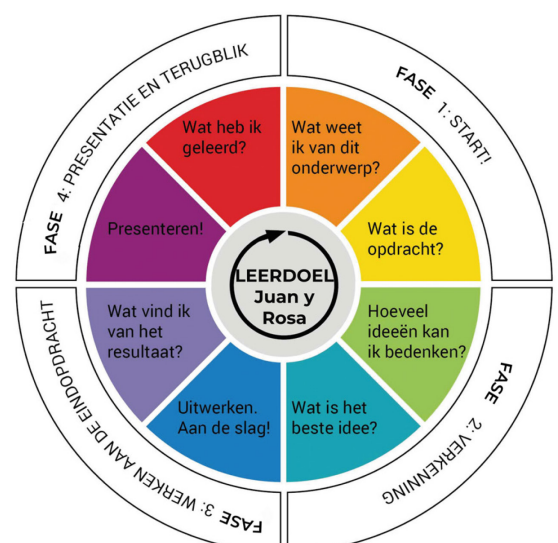 FASE 1: START!
Wat weet
ik van dit
onderwerp?
Wat is de
opdracht?
FASE 2: VERKENNING
Hoeveel
ideeën kan
ik bedenken?
Wat is het
beste idee?
FASE 3: WERKEN AAN DE EINDOPDRACHT
Uitwerken.
Aan de slag!
Wat vind ik
van het
resultaat?
FASE 4: PRESENTATIE EN TERUGBLIK
Presenteren!
Wat heb ik
geleerd?
LEERDOEL
Juan y
Rosa